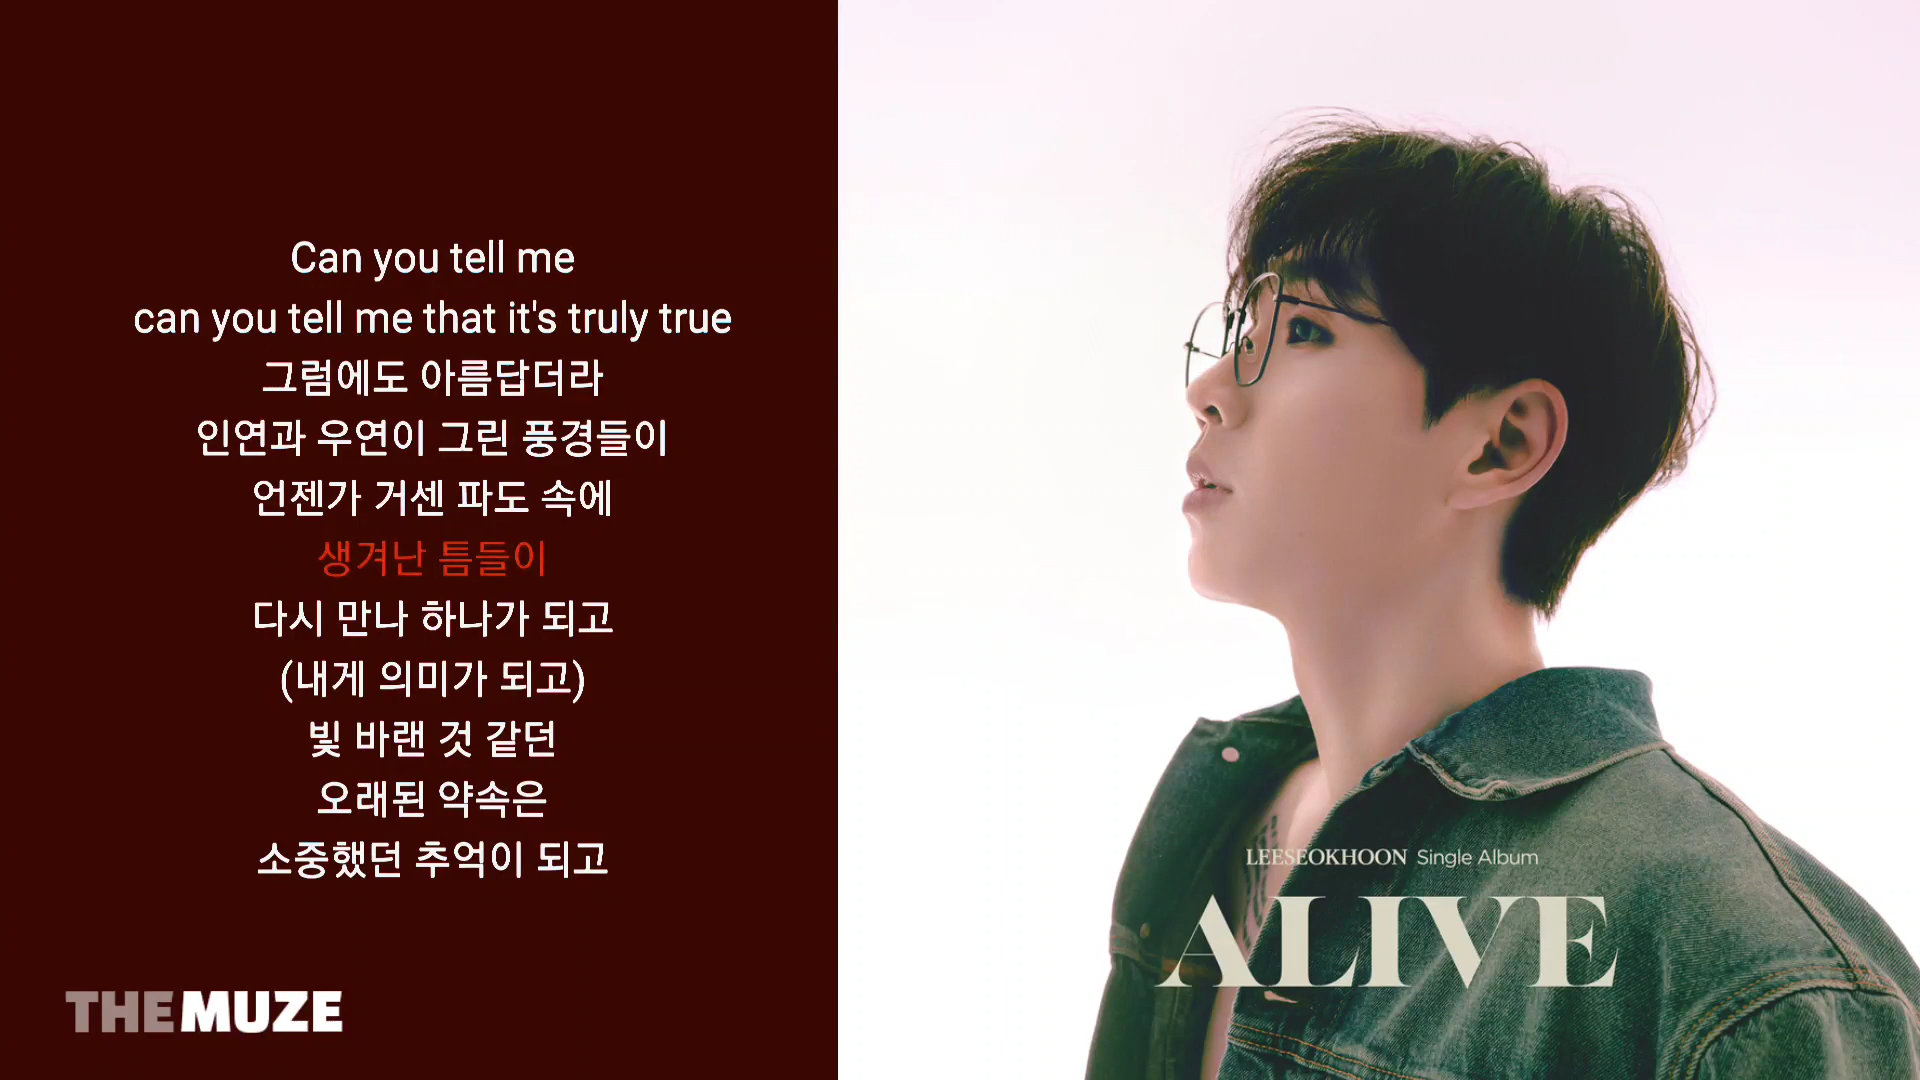 Can you tell me
can you tell me that it's truly true
그럼에도 아름답더라
인연과 우연이 그린 풍경들이
언젠가 거센 파도 속에
생겨난 틈들이
다시 만나 하나가 되고
(내게 의미가 되고)
빛 바랜 것 같던
오래된 약속은
소중했던 추억이 되고
THE MUZE
LEESEOKHOON Single Album
ALIVE